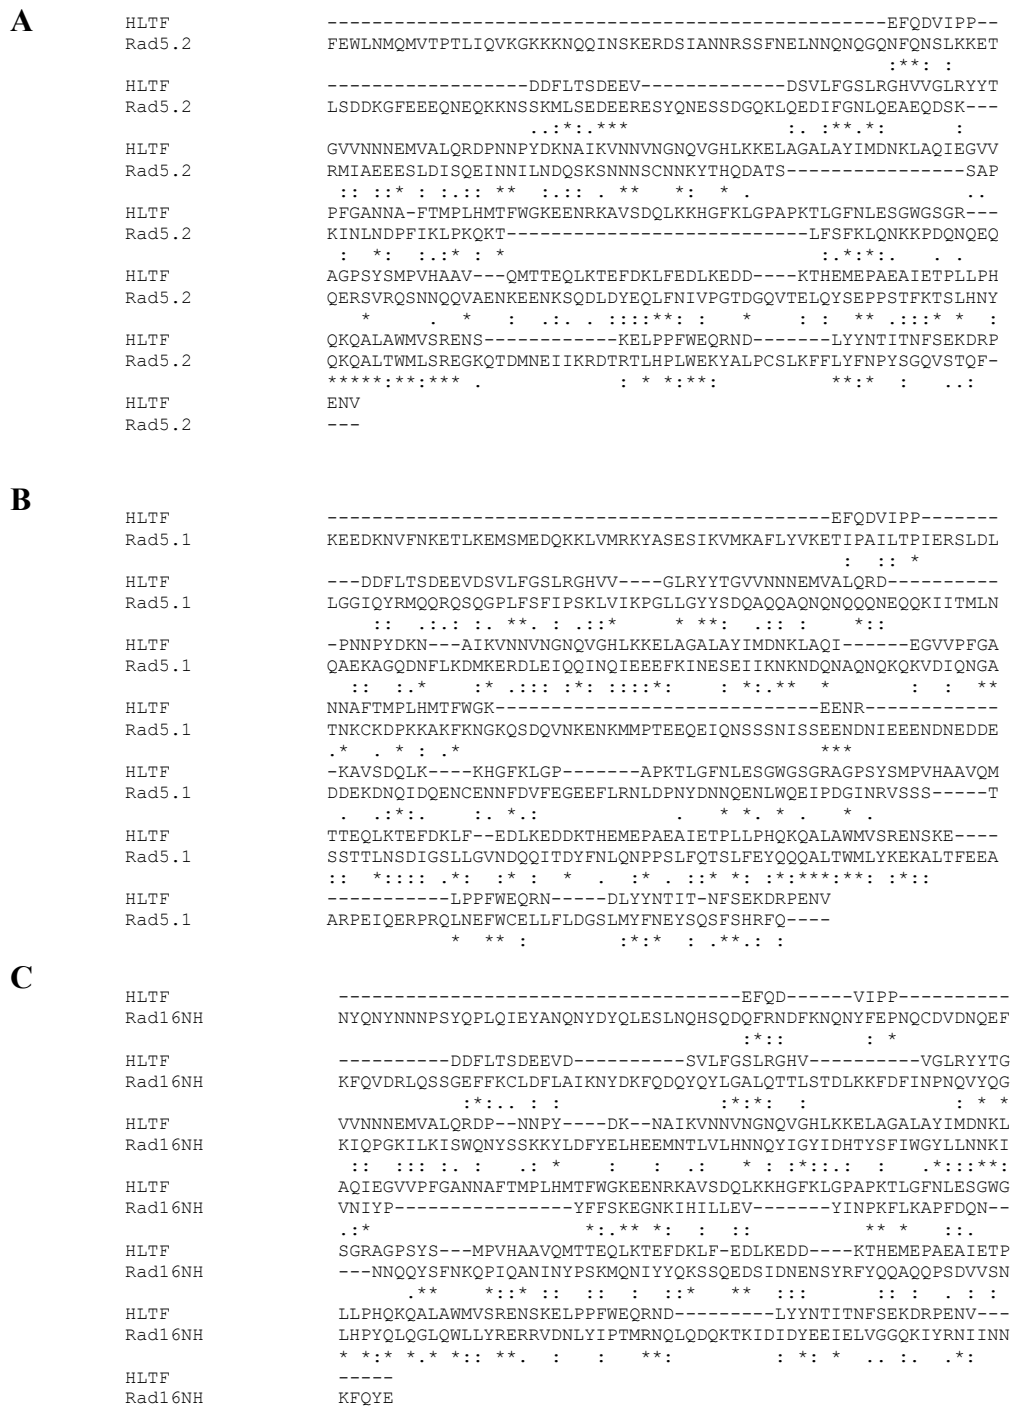 A
HLTF -----------------------------------------------------------EFQDVIPP--
Rad5.2 FEWLNMQMVTPTLIQVKGKKKNQQINSKERDSIANNRSSFNELNNQNQGQNFQNSLKKET
:**: :
HLTF ------------------DDFLTSDEEV-------------DSVLFGSLRGHVVGLRYYT
Rad5.2 LSDDKGFEEEQNEQKKNSSKMLSEDEERESYQNESSDGQKLQEDIFGNLQEAEQDSK---
..:*:.*** :. :**.*: :
HLTF GVVNNNEMVALQRDPNNPYDKNAIKVNNVNGNQVGHLKKELAGALAYIMDNKLAQIEGVV
Rad5.2 RMIAEEESLDISQEINNILNDQSKSNNNSCNNKYTHQDATS----------------SAP
:: ::* : :.:: ** :.:: ** *: * . ..
HLTF PFGANNA-FTMPLHMTFWGKEENRKAVSDQLKKHGFKLGPAPKTLGFNLESGWGSGR---
Rad5.2 KINLNDPFIKLPKQKT---------------------------LFSFKLQNKKPDQNQEQ
: *: :.:* * :.*:*:. . .
HLTF AGPSYSMPVHAAV---QMTTEQLKTEFDKLFEDLKEDD----KTHEMEPAEAIETPLLPH
Rad5.2 QERSVRQSNNQQVAENKEENKSQDLDYEQLFNIVPGTDGQVTELQYSEPPSTFKTSLHNY
* . * : .:. . ::::**: : * : : ** .:::* * :
HLTF QKQALAWMVSRENS------------KELPPFWEQRND-------LYYNTITNFSEKDRP
Rad5.2 QKQALTWMLSREGKQTDMNEIIKRDTRTLHPLWEKYALPCSLKFFLYFNPYSGQVSTQF-
*****:**:*** . : * *:**: **:* : ..:
HLTF ENV
Rad5.2 ---
B
HLTF ---------------------------------------------EFQDVIPP-------
Rad5.1 KEEDKNVFNKETLKEMSMEDQKKLVMRKYASESIKVMKAFLYVKETIPAILTPIERSLDL
: :: *
HLTF ---DDFLTSDEEVDSVLFGSLRGHVV----GLRYYTGVVNNNEMVALQRD----------
Rad5.1 LGGIQYRMQQRQSQGPLFSFIPSKLVIKPGLLGYYSDQAQQAQNQNQQQNEQQKIITMLN
:: .:.: :. **. : .::* * **:. .:: : *::
HLTF -PNNPYDKN---AIKVNNVNGNQVGHLKKELAGALAYIMDNKLAQI------EGVVPFGA
Rad5.1 QAEKAGQDNFLKDMKERDLEIQQINQIEEEFKINESEIIKNKNDQNAQNQKQKVDIQNGA
:: :.* :* .::: :*: ::::*: : *:.** * : : **
HLTF NNAFTMPLHMTFWGK-----------------------------EENR------------
Rad5.1 TNKCKDPKKAKFKNGKQSDQVNKENKMMPTEEQEIQNSSSNISSEENDNIEEENDNEDDE
.* . * : .* ***
HLTF -KAVSDQLK----KHGFKLGP-------APKTLGFNLESGWGSGRAGPSYSMPVHAAVQM
Rad5.1 DDEKDNQIDQENCENNFDVFEGEEFLRNLDPNYDNNQENLWQEIPDGINRVSSS-----T
. .:*:. :.*.: . * *. * * .
HLTF TTEQLKTEFDKLF--EDLKEDDKTHEMEPAEAIETPLLPHQKQALAWMVSRENSKE----
Rad5.1 SSTTLNSDIGSLLGVNDQQITDYFNLQNPPSLFQTSLFEYQQQALTWMLYKEKALTFEEA
:: *:::: .*: :* : * . :* . ::* *: :*:***:**: :*::
HLTF -----------LPPFWEQRN-----DLYYNTIT-NFSEKDRPENV
Rad5.1 ARPEIQERPRQLNEFWCELLFLDGSLMYFNEYSQSFSHRFQ----
* ** : :*:* : .**.: :
C
HLTF ------------------------------------EFQD------VIPP----------
Rad16NH NYQNYNNNPSYQPLQIEYANQNYDYQLESLNQHSQDQFRNDFKNQNYFEPNQCDVDNQEF
:*:: : *
HLTF ----------DDFLTSDEEVD----------SVLFGSLRGHV----------VGLRYYTG
Rad16NH KFQVDRLQSSGEFFKCLDFLAIKNYDKFQDQYQYLGALQTTLSTDLKKFDFINPNQVYQG
:*:.. : : :*:*: : : * *
HLTF VVNNNEMVALQRDP--NNPY----DK--NAIKVNNVNGNQVGHLKKELAGALAYIMDNKL
Rad16NH KIQPGKILKISWQNYSSKKYLDFYELHEEMNTLVLHNNQYIGYIDHTYSFIWGYLLNNKI
:: :::: :. : .: * : : .: * : :*::. : .*:::**:
HLTF AQIEGVVPFGANNAFTMPLHMTFWGKEENRKAVSDQLKKHGFKLGPAPKTLGFNLESGWG
Rad16NH VNIYP----------------YFFSKEGNKIHILLEV-------YINPKFLKAPFDQN--
.:* *:.** *: : :: ** * ::.
HLTF SGRAGPSYS---MPVHAAVQMTTEQLKTEFDKLF-EDLKEDD----KTHEMEPAEAIETP
Rad16NH ---NNQQYSFNKQPIQANINYPSKMQNIYYQKSSQEDSIDNENSYRFYQQAQQPSDVVSN
.** *::* :: :: : ::* ** ::: :: : . : :
HLTF LLPHQKQALAWMVSRENSKELPPFWEQRND---------LYYNTITNFSEKDRPENV---
Rad16NH LHPYQLQGLQWLLYRERRVDNLYIPTMRNQLQDQKTKIDIDYEEIELVGGQKIYRNIINN
* *:* *.* *:: **. : : **: : *: * .. :. .*:
HLTF -----
Rad16NH KFQYE